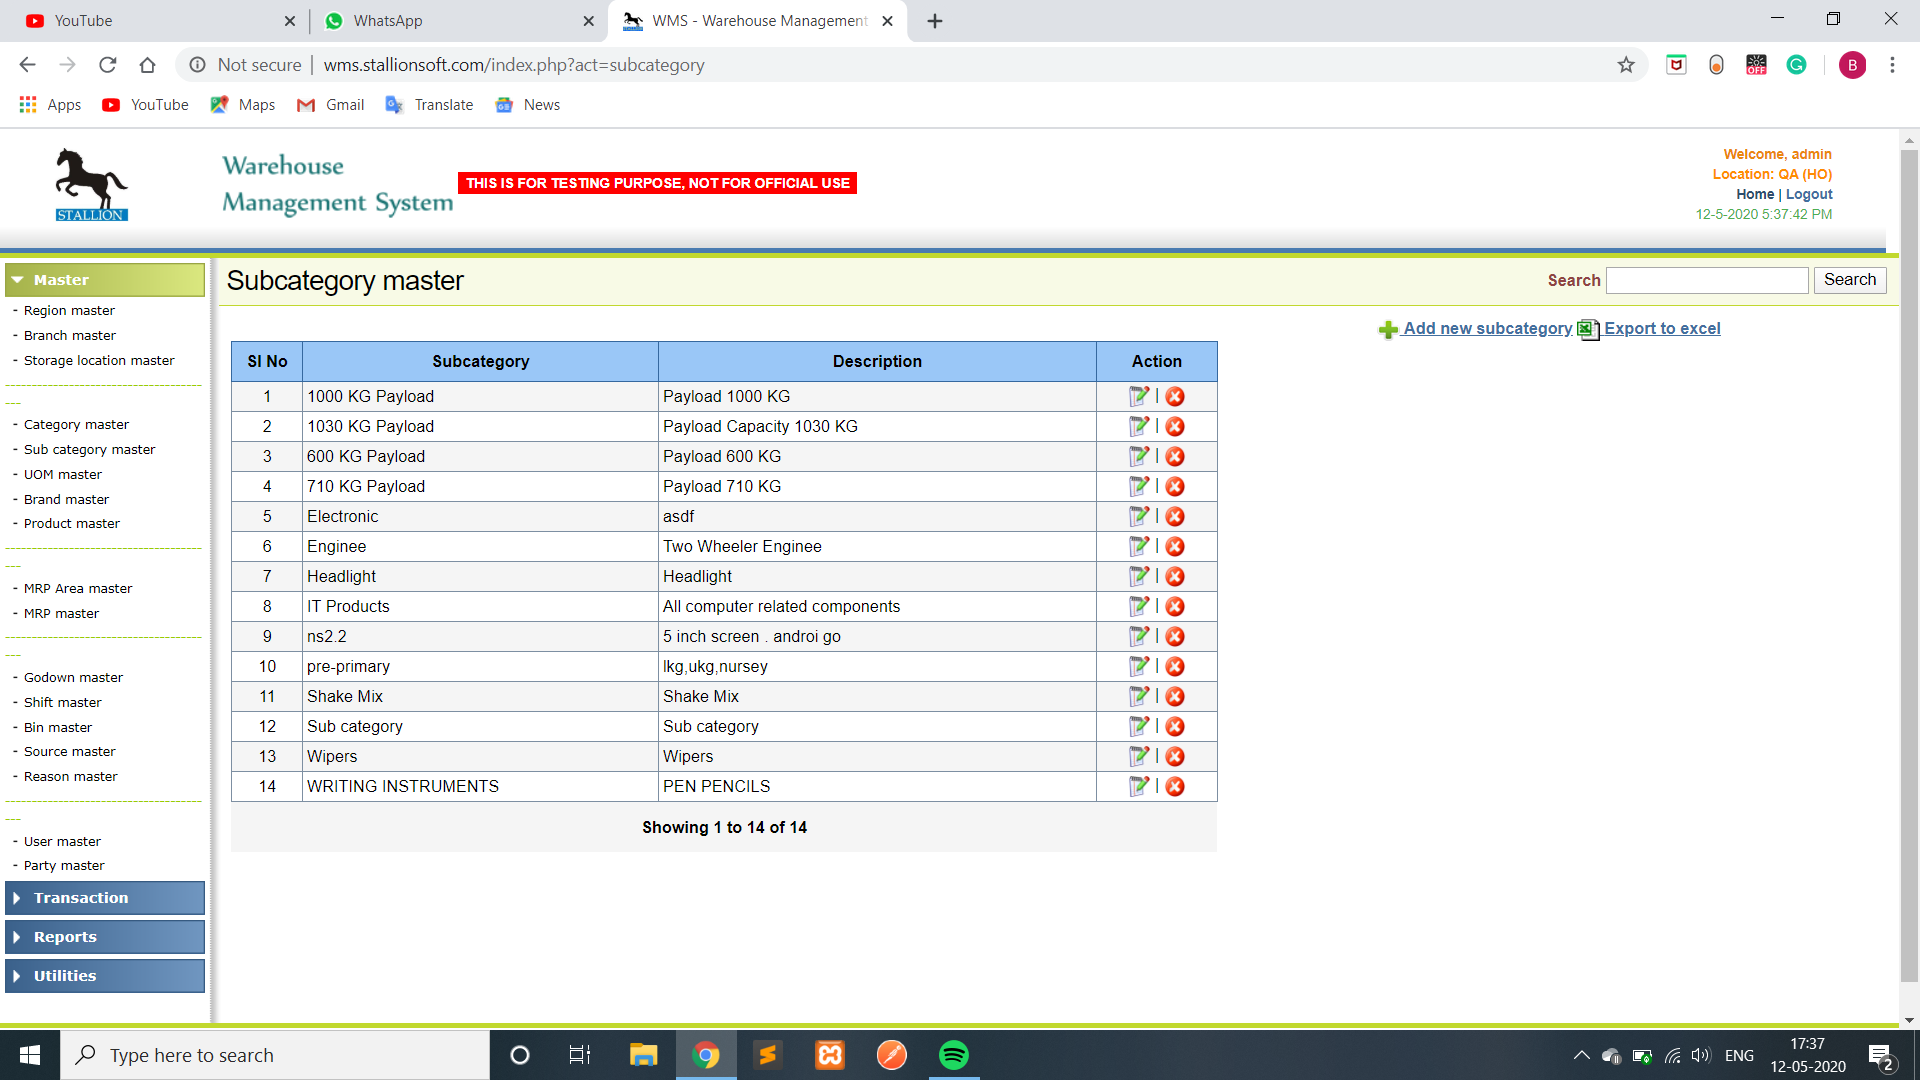 YouTube
WhatsApp
WMS - Warehouse Management
Not secure | wms.stallionsoft.com/index.php?act=subcategory
OFF
B
Apps YouTube Maps Gmail Translate News
STALLION
Warehouse
Management System
THIS IS FOR TESTING PURPOSE, NOT FOR OFFICIAL USE
Welcome, admin
Location: QA (HO)
Home | Logout
12-5-2020 5:37:42 PM
Master
- Region master
- Branch master
- Storage location master
- Category master
- Sub category master
- UOM master
- Brand master
- Product master
- MRP Area master
- MRP master
- Godown master
- Shift master
- Bin master
- Source master
- Reason master
- User master
- Party master
Transaction
Reports
Utilities
Subcategory master
Search
Search
Add new subcategory Export to excel
Sl No Subcategory Description Action
1 1000 KG Payload Payload 1000 KG |
2 1030 KG Payload Payload Capacity 1030 KG |
3 600 KG Payload Payload 600 KG |
4 710 KG Payload Payload 710 KG |
5 Electronic asdf |
6 Enginee Two Wheeler Enginee |
7 Headlight Headlight |
8 IT Products All computer related components |
9 ns2.2 5 inch screen . androi go |
10 pre-primary lkg,ukg,nursey |
11 Shake Mix Shake Mix |
12 Sub category Sub category |
13 Wipers Wipers |
14 WRITING INSTRUMENTS PEN PENCILS |
Showing 1 to 14 of 14
Type here to search
ENG
17:37
12-05-2020
2